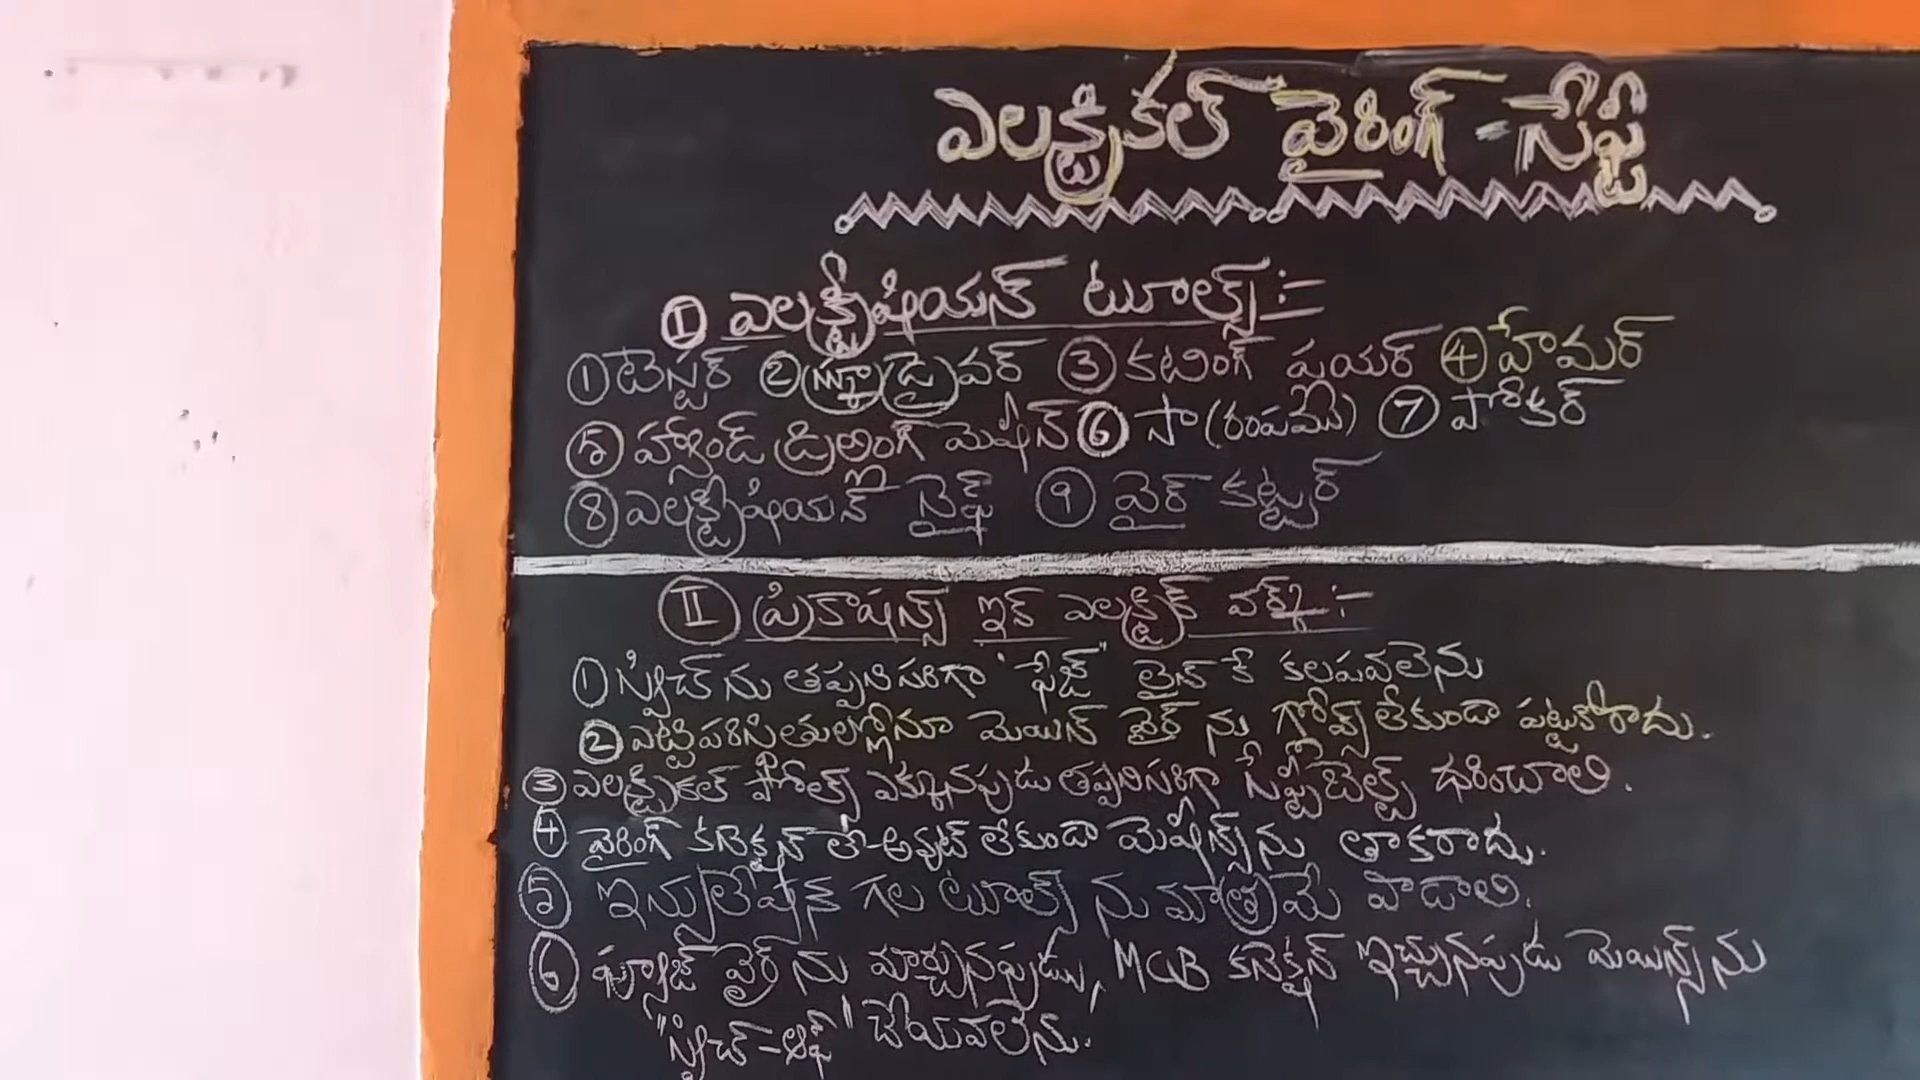 ఎలక్ట్రికల్ వైరింగ్ - సేఫ్టీ
I ఎలక్ట్రీషియన్ టూల్స్ :-
① టెస్టర్ ② స్క్రూడ్రైవర్ ③ కటింగ్ ప్లయర్ ④ హేమర్
⑤ హ్యాండ్ డ్రిల్లింగ్ మెషీన్ ⑥ సా (రంపము) ⑦ పోకర్
⑧ ఎలక్ట్రీషియన్ నైఫ్ ⑨ వైర్ కట్టర్
II ప్రికాషన్స్ ఇన్ ఎలక్ట్రిక్ వర్క్ :-
① స్విచ్ ను తప్పనిసరిగా "ఫేజ్" లైన్ కే కలపవలెను
② ఎట్టిపరిస్థితులల్లోనూ మెయిన్ వైర్ ను గ్లోవ్స్ లేకుండా పట్టుకోరాదు.
③ ఎలక్ట్రికల్ పోల్స్ ఎక్కునప్పుడు తప్పనిసరిగా సేఫ్టీబెల్ట్స్ ధరించాలి.
④ వైరింగ్ కనెక్షన్ లే-అవుట్ లేకుండా మెషీన్స్ ను తాకరాదు.
⑤ ఇన్సులేషన్ గల టూల్స్ ను మాత్రమే వాడాలి.
⑥ ఫ్యూజ్ వైర్ ను మార్చునప్పుడు, MCB కనెక్షన్ ఇచ్చునపుడు మెయిన్స్ ను
"స్విచ్-ఆఫ్" చేయవలెను.